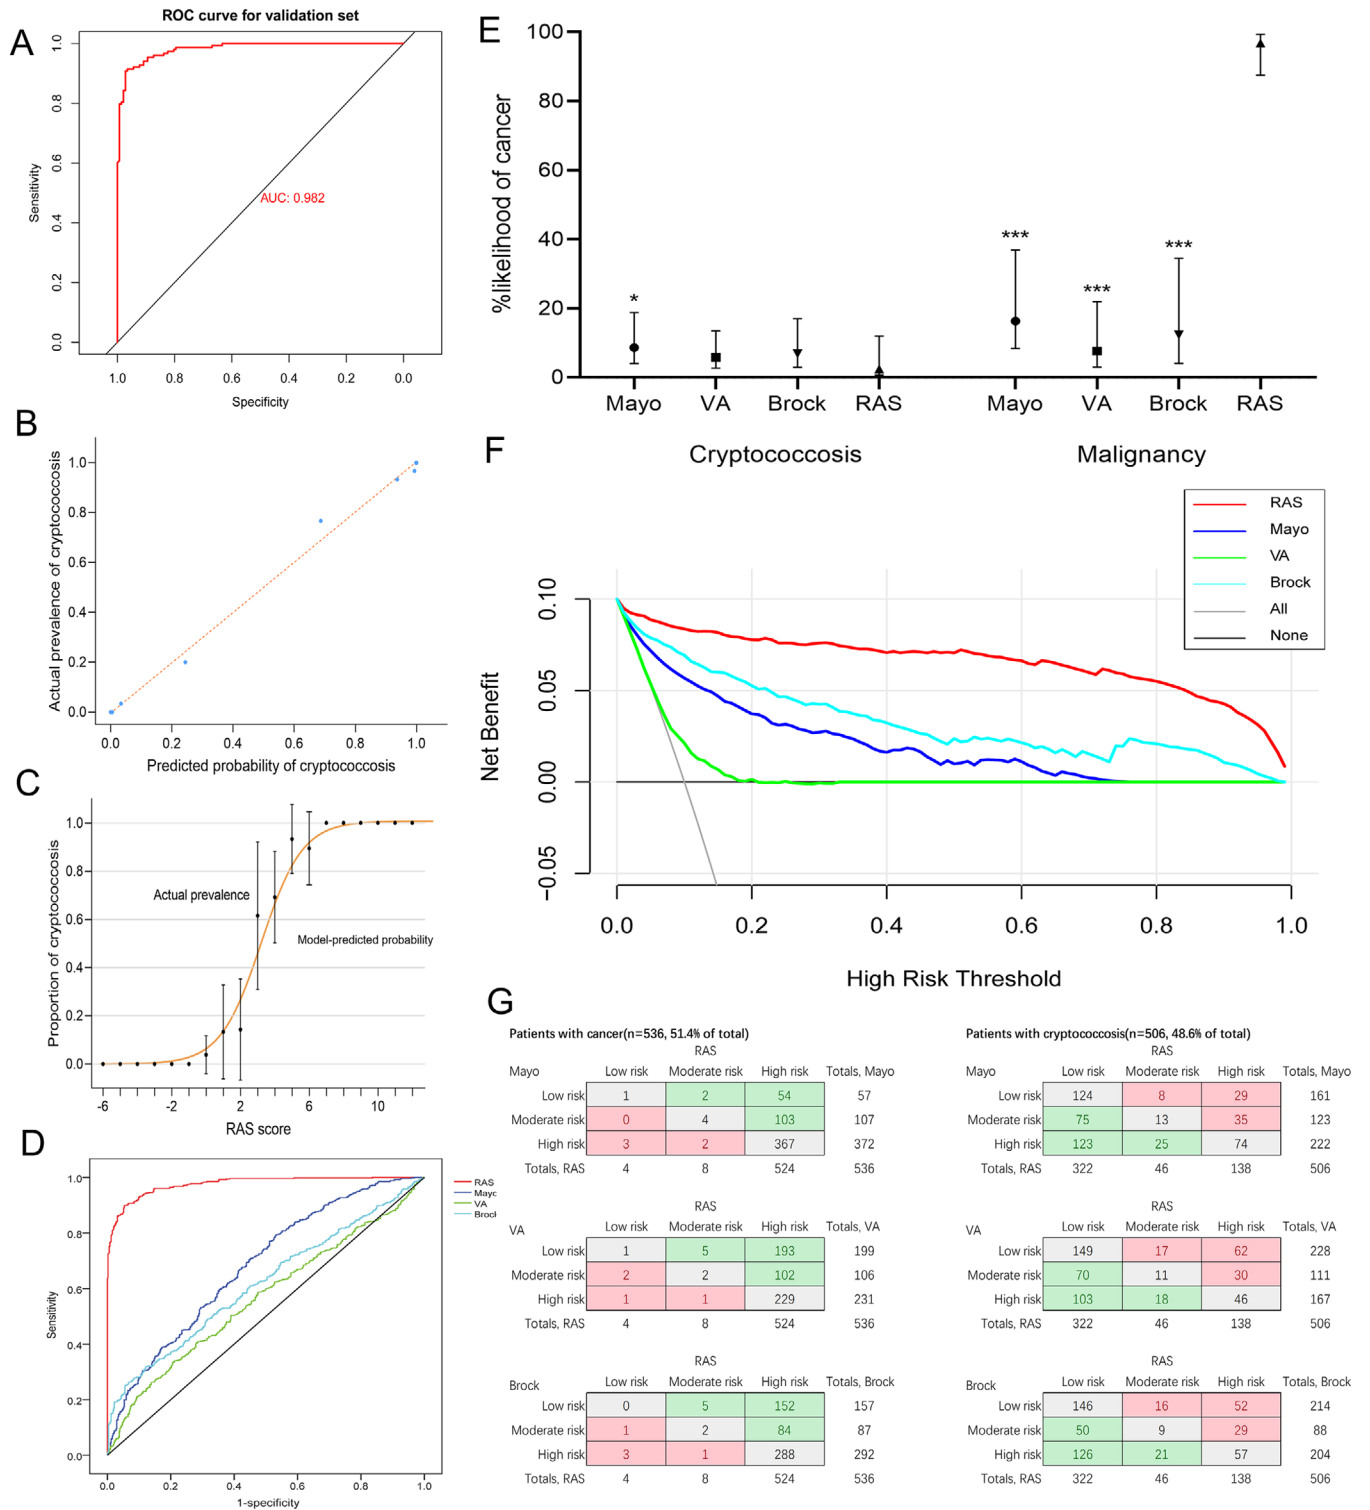 A
ROC curve for validation set
Sensitivity
1.0
0.8
0.6
0.4
0.2
0.0
AUC: 0.982
1.0 0.8 0.6 0.4 0.2 0.0
Specificity
B
Actual prevalence of cryptococcosis
1.0
0.8
0.6
0.4
0.2
0.0
0.0 0.2 0.4 0.6 0.8 1.0
Predicted probability of cryptococcosis
C
Proportion of cryptococcosis
1.0
0.8
0.6
0.4
0.2
0.0
Actual prevalence
Model-predicted probability
-6 -2 2 6 10
RAS score
D
Sensitivity
1.0
0.8
0.6
0.4
0.2
0.0
RAS
Mayo
VA
Brock
0.0 0.2 0.4 0.6 0.8 1.0
1-specificity
E
%likelihood of cancer
100
80
60
40
20
0
* *** *** ***
Mayo VA Brock RAS Mayo VA Brock RAS
Cryptococcosis Malignancy
F
RAS
Mayo
VA
Brock
All
None
Net Benefit
0.10
0.05
0.00
−0.05
0.0 0.2 0.4 0.6 0.8 1.0
High Risk Threshold
G
Patients with cancer(n=536, 51.4% of total)
RAS
Mayo Low risk Moderate risk High risk Totals, Mayo
Low risk 1 2 54 57
Moderate risk 0 4 103 107
High risk 3 2 367 372
Totals, RAS 4 8 524 536
RAS
VA Low risk Moderate risk High risk Totals, VA
Low risk 1 5 193 199
Moderate risk 2 2 102 106
High risk 1 1 229 231
Totals, RAS 4 8 524 536
RAS
Brock Low risk Moderate risk High risk Totals, Brock
Low risk 0 5 152 157
Moderate risk 1 2 84 87
High risk 3 1 288 292
Totals, RAS 4 8 524 536
Patients with cryptococcosis(n=506, 48.6% of total)
RAS
Mayo Low risk Moderate risk High risk Totals, Mayo
Low risk 124 8 29 161
Moderate risk 75 13 35 123
High risk 123 25 74 222
Totals, RAS 322 46 138 506
RAS
VA Low risk Moderate risk High risk Totals, VA
Low risk 149 17 62 228
Moderate risk 70 11 30 111
High risk 103 18 46 167
Totals, RAS 322 46 138 506
RAS
Brock Low risk Moderate risk High risk Totals, Brock
Low risk 146 16 52 214
Moderate risk 50 9 29 88
High risk 126 21 57 204
Totals, RAS 322 46 138 506